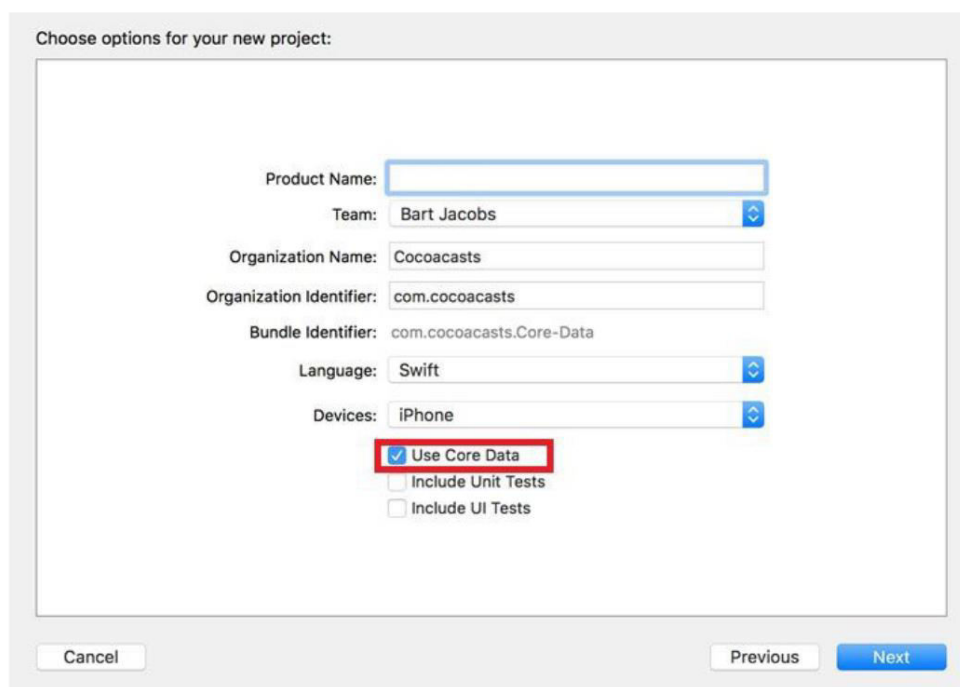 Choose options for your new project:
Product Name:
Team: Bart Jacobs
Organization Name: Cocoacasts
Organization Identifier: com.cocoacasts
Bundle Identifier: com.cocoacasts.Core-Data
Language: Swift
Devices: iPhone
Use Core Data
Include Unit Tests
Include UI Tests
Cancel Previous Next